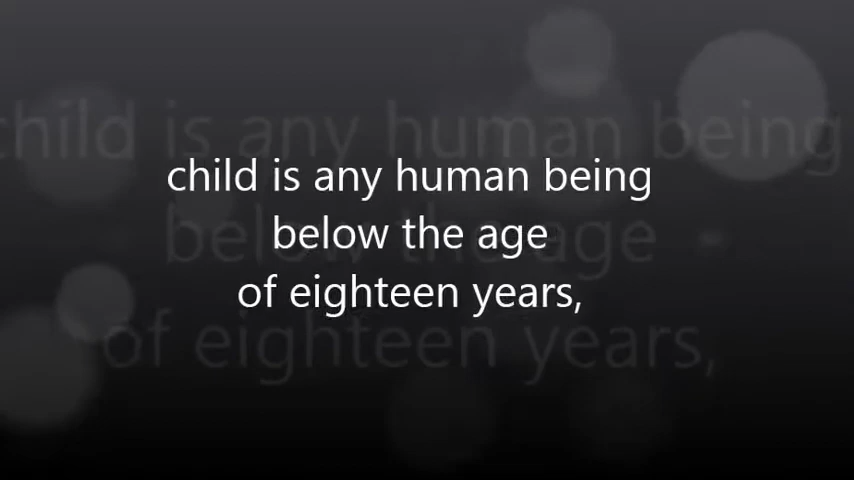 child is any human being
below the age
of eighteen years,